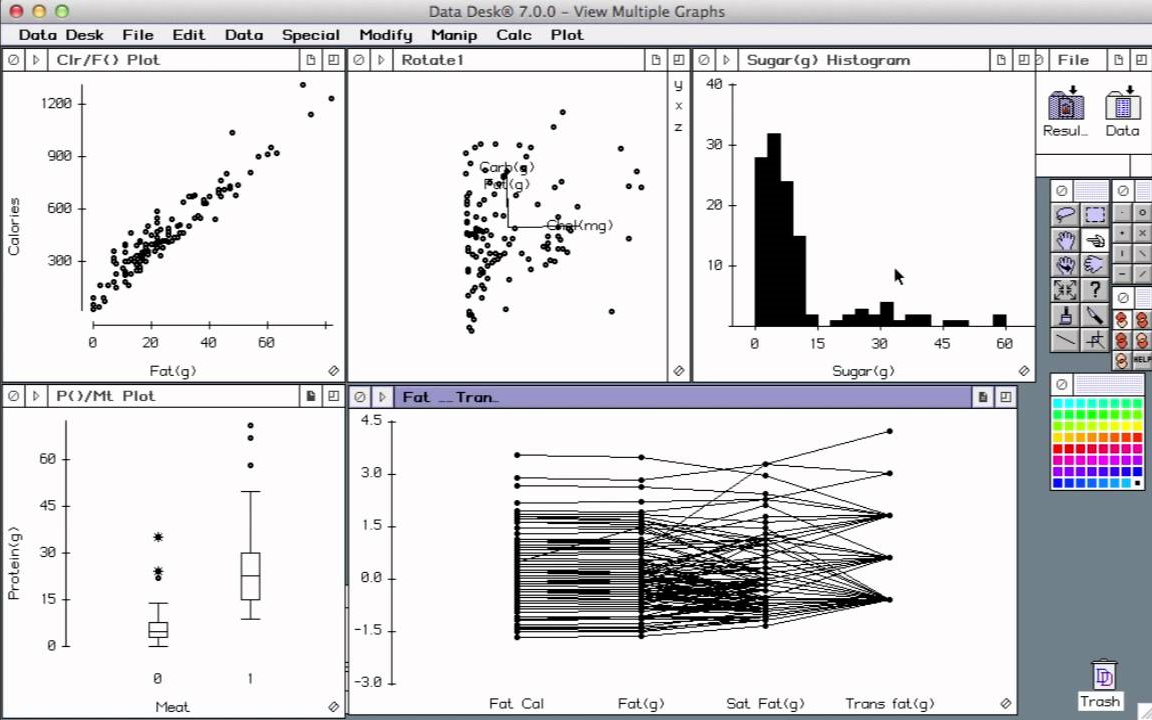 Data Desk® 7.0.0 - View Multiple Graphs
Data Desk File Edit Data Special Modify Manip Calc Plot
Clr/F() Plot
1200
900
600
300
Calories
0 20 40 60
Fat(g)
Rotate1
y
x
z
Carb(g)
Fat(g)
Chol(mg)
Sugar(g) Histogram
40
30
20
10
0 15 30 45 60
Sugar(g)
File
Resul… Data
?
HELP
P()/Mt Plot
60
45
30
15
0
Protein(g)
0 1
Meat
Fat __Tran…
4.5
3.0
1.5
0.0
-1.5
-3.0
Fat Cal Fat(g) Sat Fat(g) Trans fat(g)
DD
Trash